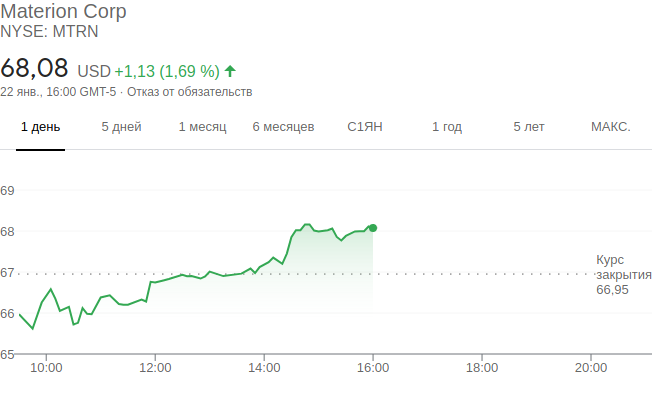 Materion Corp
NYSE: MTRN
68,08 USD +1,13 (1,69 %)
22 янв., 16:00 GMT-5 · Отказ от обязательств
1 день 5 дней 1 месяц 6 месяцев С1ЯН 1 год 5 лет МАКС.
69
68
Курс
67 закрытия
66,95
66
65
10:00 12:00 14:00 16:00 18:00 20:00